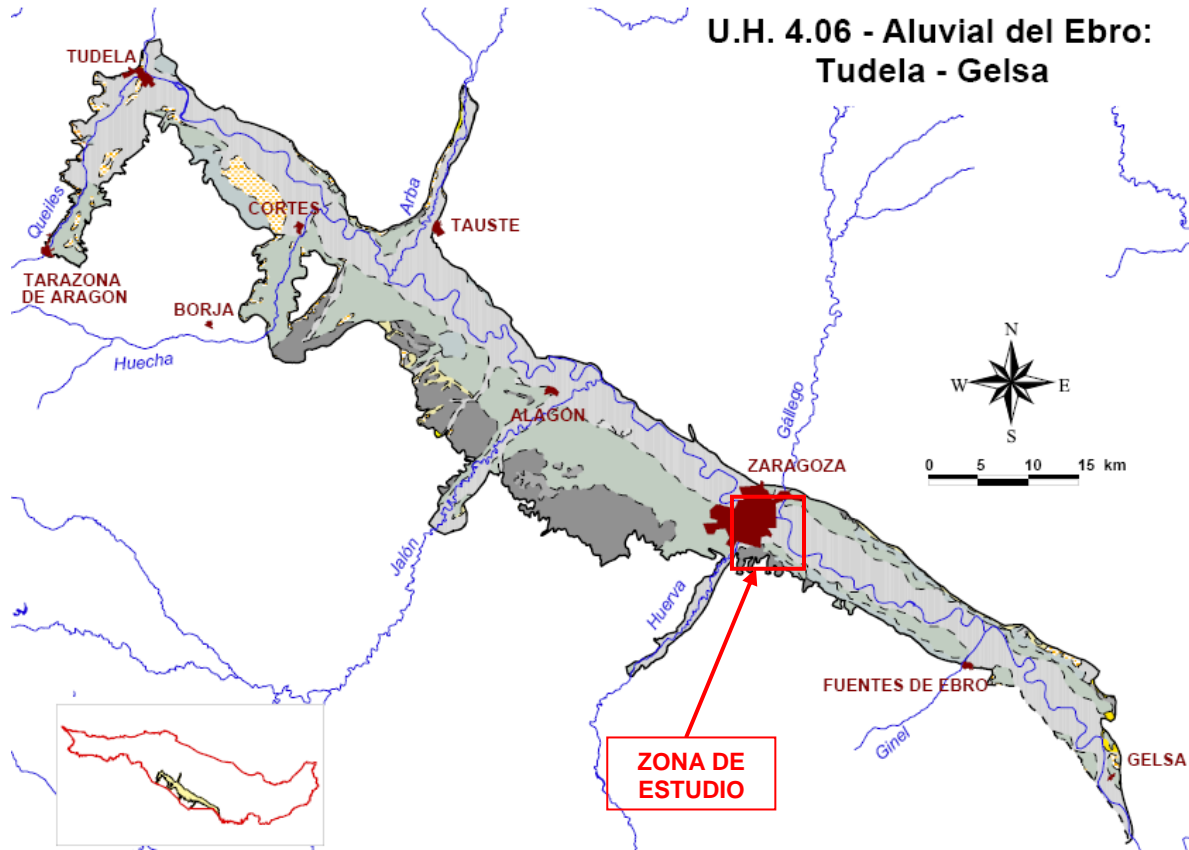 U.H. 4.06 - Aluvial del Ebro:
Tudela - Gelsa
TUDELA
Queiles
CORTES
Arba
TAUSTE
TARAZONA
DE ARAGON
BORJA
Huecha
ALAGÓN
Gállego
N
W
E
S
0 5 10 15 km
ZARAGOZA
Jalón
Huerva
FUENTES DE EBRO
Ginel
GELSA
ZONA DE
ESTUDIO